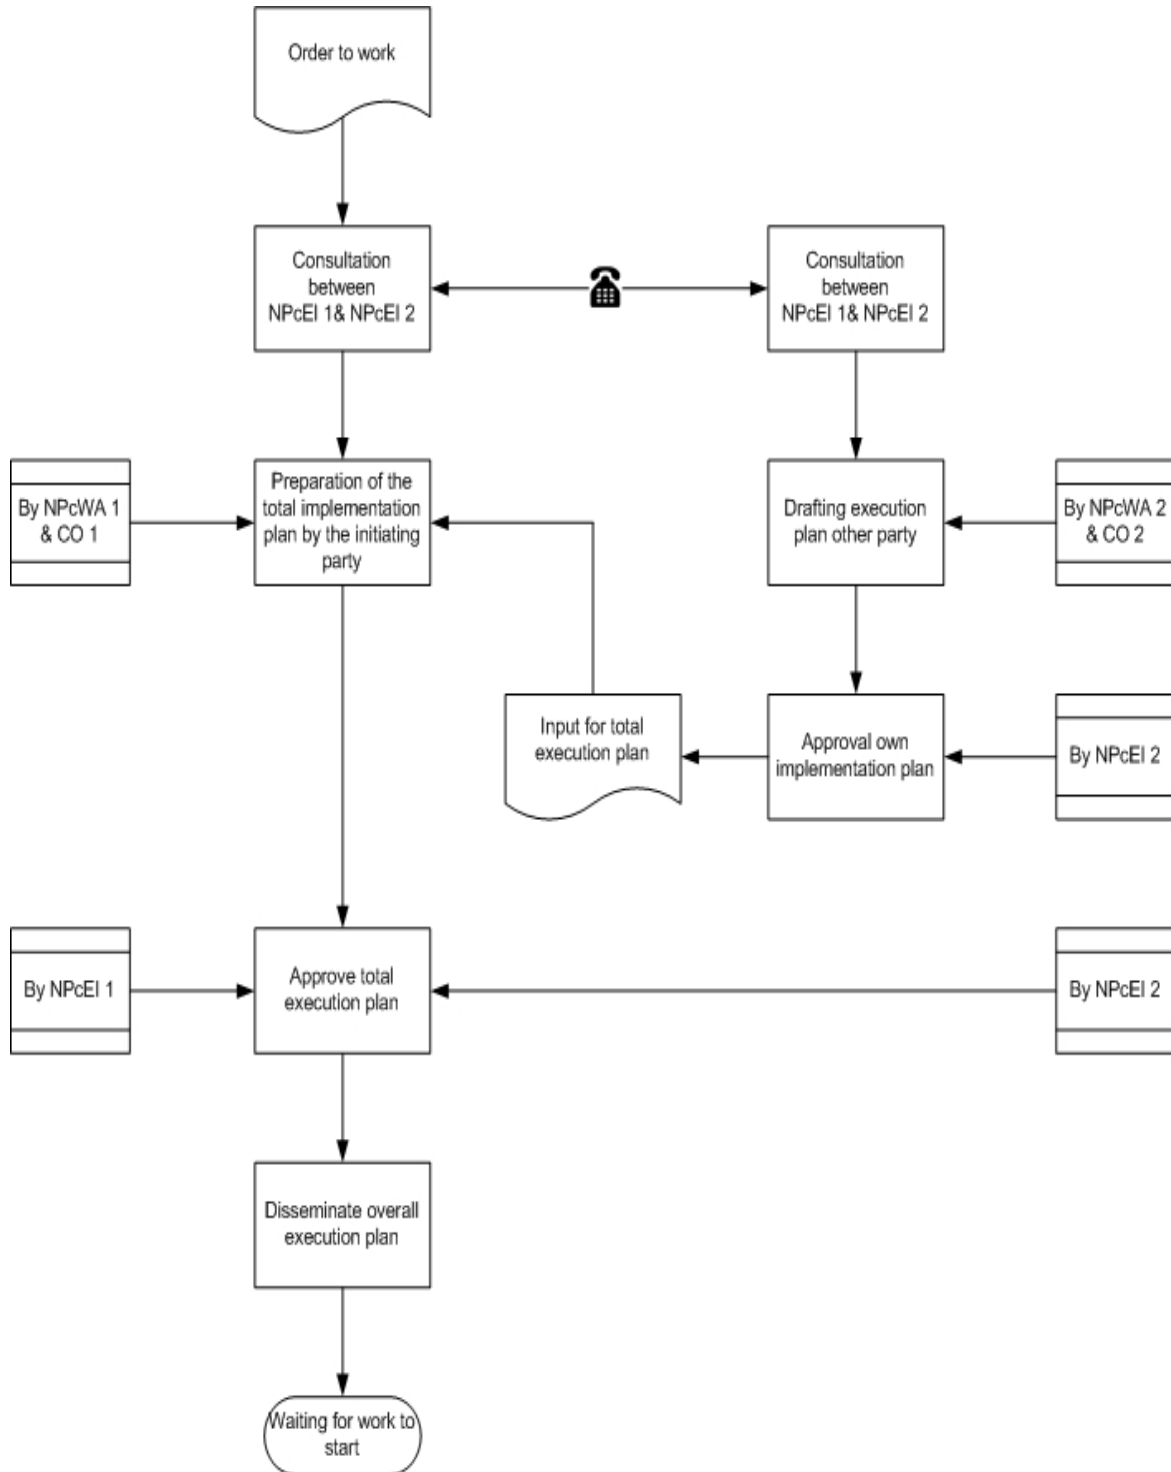 Order to work
Consultation
between
NPcEI 1& NPcEI 2
Consultation
between
NPcEI 1& NPcEI 2
By NPcWA 1
& CO 1
Preparation of the
total implementation
plan by the initiating
party
Drafting execution
plan other party
By NPcWA 2
& CO 2
Input for total
execution plan
Approval own
implementation plan
By NPcEI 2
By NPcEI 1
Approve total
execution plan
By NPcEI 2
Disseminate overall
execution plan
Waiting for work to
start